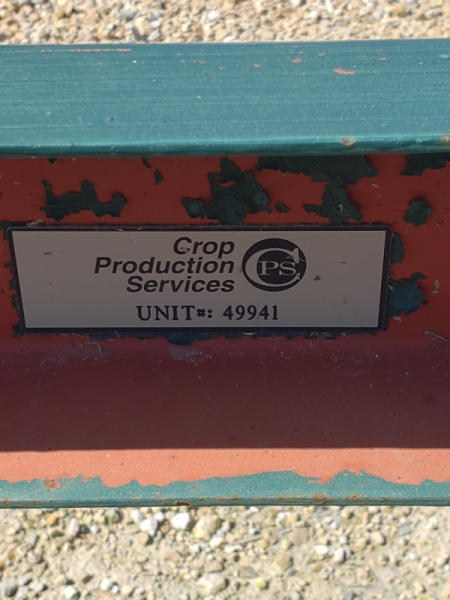 Crop
Production
Services
CPS
UNIT#: 49941